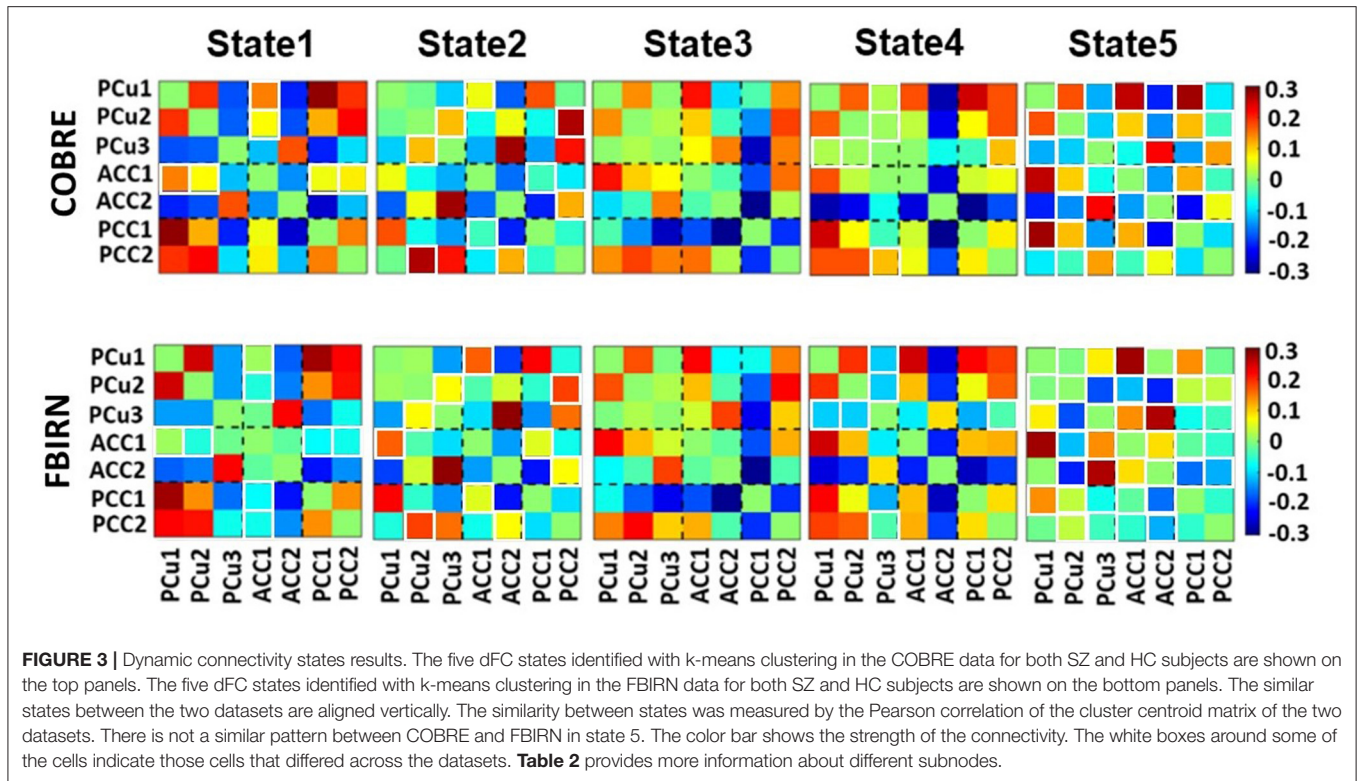 State1 State2 State3 State4 State5
COBRE
PCu1
PCu2
PCu3
ACC1
ACC2
PCC1
PCC2
0.3
0.2
0.1
0
-0.1
-0.2
-0.3
FBIRN
PCu1
PCu2
PCu3
ACC1
ACC2
PCC1
PCC2
0.3
0.2
0.1
0
-0.1
-0.2
-0.3
PCu1 PCu2 PCu3 ACC1 ACC2 PCC1 PCC2 PCu1 PCu2 PCu3 ACC1 ACC2 PCC1 PCC2 PCu1 PCu2 PCu3 ACC1 ACC2 PCC1 PCC2 PCu1 PCu2 PCu3 ACC1 ACC2 PCC1 PCC2 PCu1 PCu2 PCu3 ACC1 ACC2 PCC1 PCC2
FIGURE 3 | Dynamic connectivity states results. The five dFC states identified with k-means clustering in the COBRE data for both SZ and HC subjects are shown on
the top panels. The five dFC states identified with k-means clustering in the FBIRN data for both SZ and HC subjects are shown on the bottom panels. The similar
states between the two datasets are aligned vertically. The similarity between states was measured by the Pearson correlation of the cluster centroid matrix of the two
datasets. There is not a similar pattern between COBRE and FBIRN in state 5. The color bar shows the strength of the connectivity. The white boxes around some of
the cells indicate those cells that differed across the datasets. Table 2 provides more information about different subnodes.